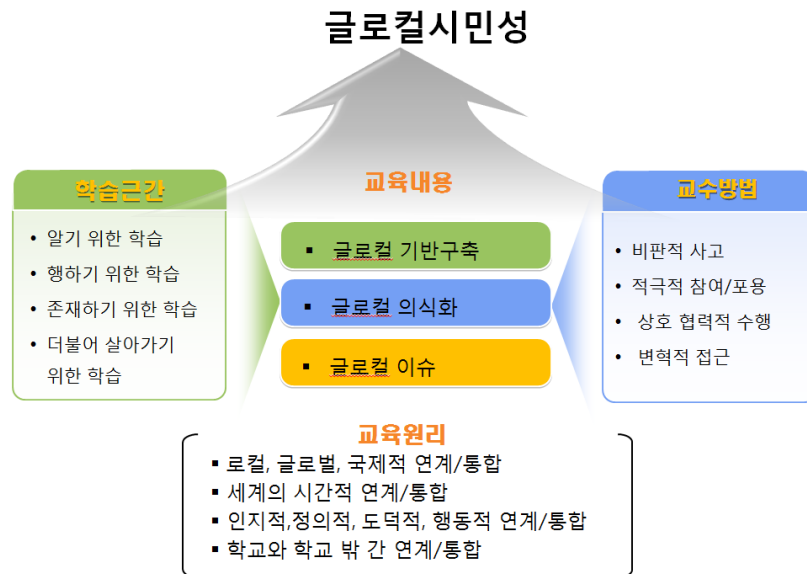 글로컬시민성
학습근간
• 알기 위한 학습
• 행하기 위한 학습
• 존재하기 위한 학습
• 더불어 살아가기
위한 학습
교육내용
▪ 글로컬 기반구축
▪ 글로컬 의식화
▪ 글로컬 이슈
교수방법
• 비판적 사고
• 적극적 참여/포용
• 상호 협력적 수행
• 변혁적 접근
교육원리
▪ 로컬, 글로벌, 국제적 연계/통합
▪ 세계의 시간적 연계/통합
▪ 인지적,정의적, 도덕적, 행동적 연계/통합
▪ 학교와 학교 밖 간 연계/통합